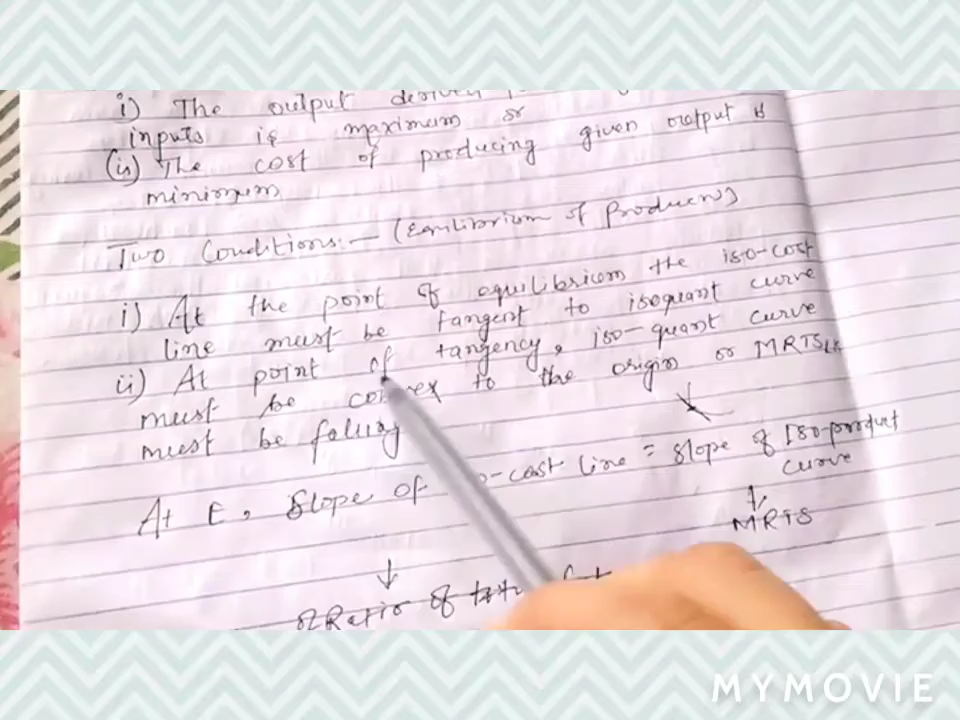 i) The output
inputs is maximum or
(ii) The cost of producing given output is
minimum
Two Conditions:- (Equilibrium of Producers)
i) At the point of equilibrium the iso-cost
line must be tangent to isoquant curve
ii) At point of tangency, iso-quant curve
must be convex to the origin or MRTS
must be
At E, Slope of cost line = slope of Iso-product
curve
MRTS
Ratio of
MYMOVIE